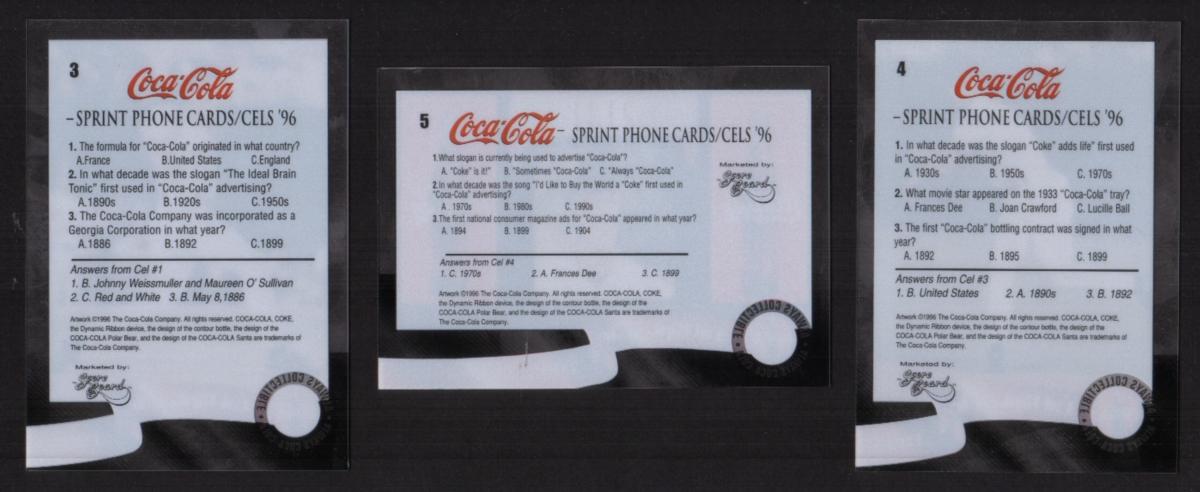 3
Coca-Cola
–SPRINT PHONE CARDS/CELS '96
1. The formula for "Coca-Cola" originated in what country?
A.France B.United States C.England
2. In what decade was the slogan "The Ideal Brain
Tonic" first used in "Coca-Cola" advertising?
A.1890s B.1920s C.1950s
3. The Coca-Cola Company was incorporated as a
Georgia Corporation in what year?
A.1886 B.1892 C.1899
Answers from Cel #1
1. B. Johnny Weissmuller and Maureen O' Sullivan
2. C. Red and White 3. B. May 8,1886
Artwork ©1996 The Coca-Cola Company. All rights reserved. COCA-COLA, COKE,
the Dynamic Ribbon device, the design of the contour bottle, the design of the
COCA-COLA Polar Bear, and the design of the COCA-COLA Santa are trademarks of
The Coca-Cola Company.
Marketed by:
Score Board
ALWAYS COLLECTIBLE
5
Coca-Cola
– SPRINT PHONE CARDS/CELS '96
1.What slogan is currently being used to advertise "Coca-Cola"?
A. "Coke" is it!" B. "Sometimes "Coca-Cola" C. "Always "Coca-Cola"
2.In what decade was the song "I'd Like to Buy the World a "Coke" first used in
"Coca-Cola" advertising?
A . 1970s B. 1980s C. 1990s
3.The first national consumer magazine ads for "Coca-Cola" appeared in what year?
A. 1894 B. 1899 C. 1904
Marketed by:
Score Board
Answers from Cel #4
1. C. 1970s 2. A. Frances Dee 3. C. 1899
Artwork ©1996 The Coca-Cola Company. All rights reserved. COCA-COLA, COKE,
the Dynamic Ribbon device, the design of the contour bottle, the design of the
COCA-COLA Polar Bear, and the design of the COCA-COLA Santa are trademarks of
The Coca-Cola Company.
ALWAYS COLLECTIBLE
4
Coca-Cola
–SPRINT PHONE CARDS/CELS '96
1. In what decade was the slogan "Coke" adds life" first used
in "Coca-Cola" advertising?
A. 1930s B. 1950s C. 1970s
2. What movie star appeared on the 1933 "Coca-Cola" tray?
A. Frances Dee B. Joan Crawford C. Lucille Ball
3. The first "Coca-Cola" bottling contract was signed in what
year?
A. 1892 B. 1895 C. 1899
Answers from Cel #3
1. B. United States 2. A. 1890s 3. B. 1892
Artwork ©1996 The Coca-Cola Company. All rights reserved. COCA-COLA, COKE,
the Dynamic Ribbon device, the design of the contour bottle, the design of the
COCA-COLA Polar Bear, and the design of the COCA-COLA Santa are trademarks of
The Coca-Cola Company.
Marketed by:
Score Board
ALWAYS COLLECTIBLE